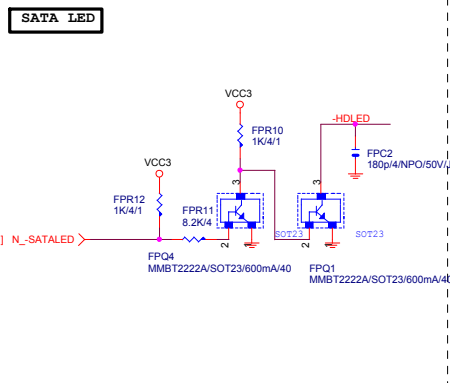 SATA LED
VCC3
-HDLED
FPR10
1K/4/1
FPC2
180p/4/NPO/50V/J
VCC3
3
3
FPR12
1K/4/1
FPR11
8.2K/4
] N_-SATALED
SOT23
SOT23
2
1
2
1
FPQ4
MMBT2222A/SOT23/600mA/40
FPQ1
MMBT2222A/SOT23/600mA/40